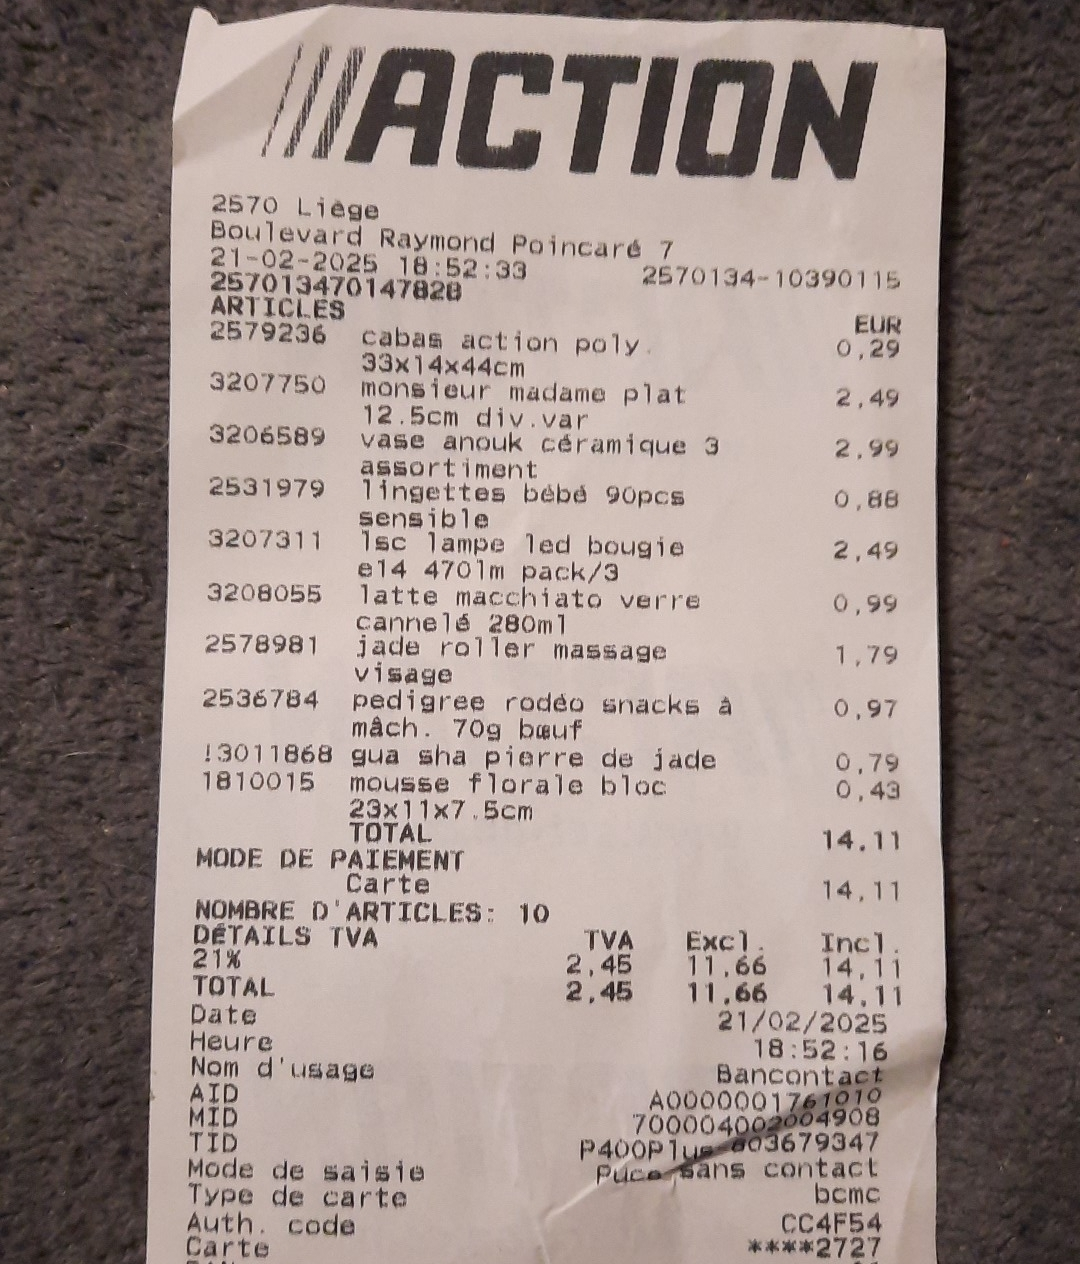 ///ACTION
2570 Liège
Boulevard Raymond Poincaré 7
21-02-2025 18:52:33 2570134-10390115
257013470147828
ARTICLES EUR
2579236 cabas action poly. 0,29
33x14x44cm
3207750 monsieur madame plat 2,49
12.5cm div.var
3206589 vase anouk céramique 3 2,99
assortiment
2531979 lingettes bébé 90pcs 0,88
sensible
3207311 lsc lampe led bougie 2,49
e14 470lm pack/3
3208055 latte macchiato verre 0,99
cannelé 280ml
2578981 jade roller massage 1,79
visage
2536784 pedigree rodéo snacks à 0,97
mâch. 70g bœuf
!3011868 gua sha pierre de jade 0,79
1810015 mousse florale bloc 0,43
23x11x7.5cm
TOTAL 14,11
MODE DE PAIEMENT
Carte 14,11
NOMBRE D'ARTICLES: 10
DÉTAILS TVA TVA Excl. Incl.
21% 2,45 11,66 14,11
TOTAL 2,45 11,66 14,11
Date 21/02/2025
Heure 18:52:16
Nom d'usage Bancontact
AID A0000001761010
MID 700004002004908
TID P400Plus-803679347
Mode de saisie Puce sans contact
Type de carte bcmc
Auth. code CC4F54
Carte ****2727